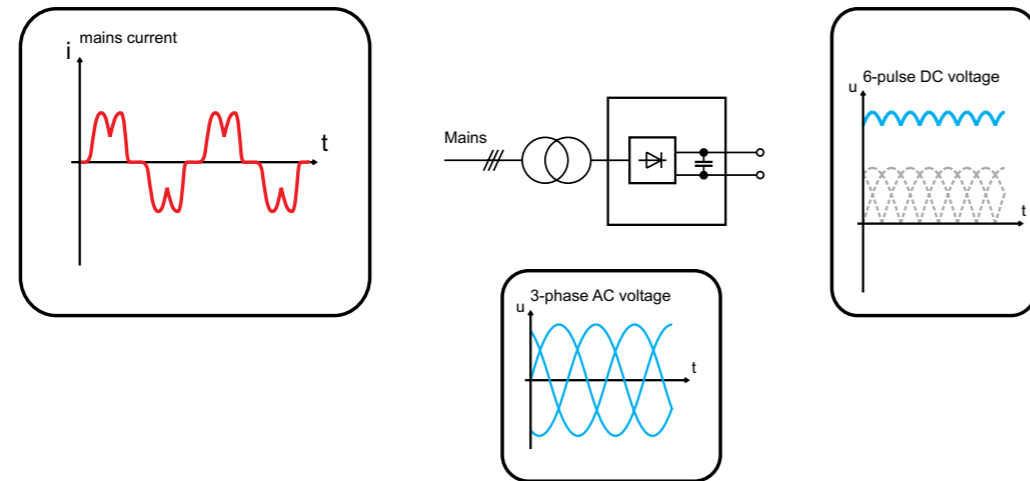 mains current
i
t
Mains
6-pulse DC voltage
u
t
3-phase AC voltage
u
t